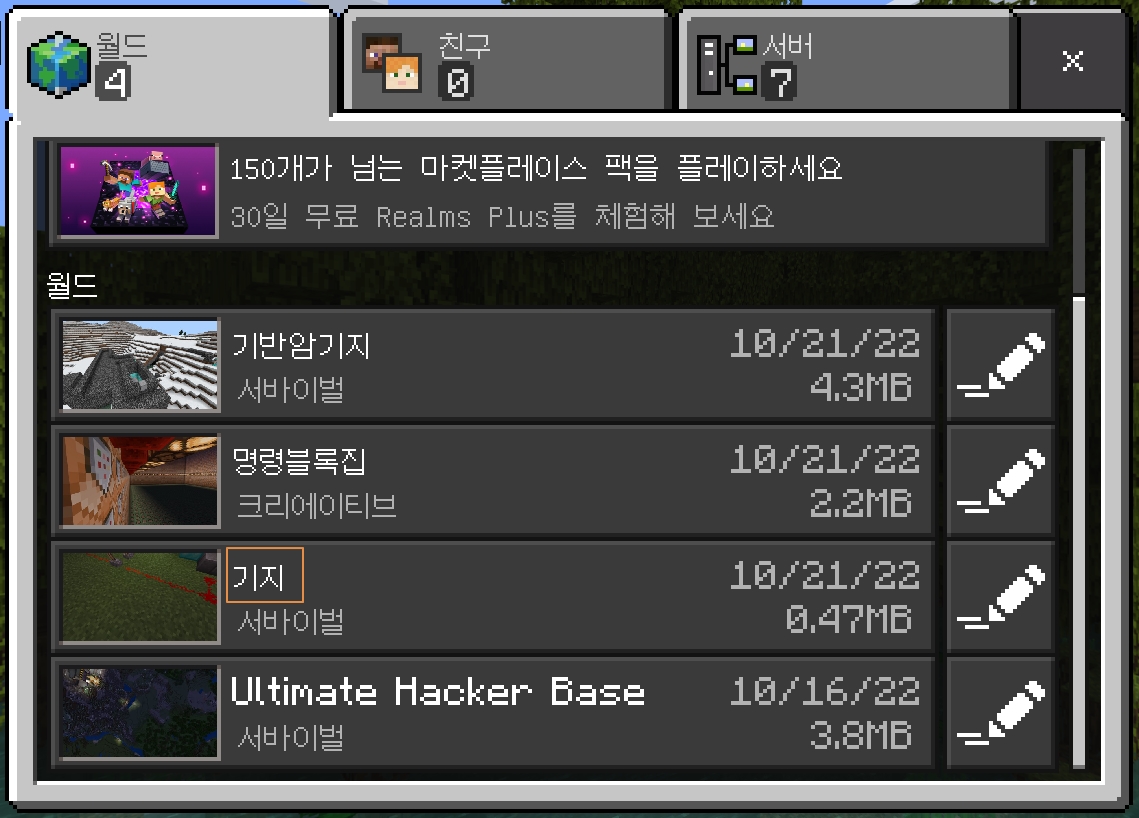 월드
4
친구
0
서버
7
150개가 넘는 마켓플레이스 팩을 플레이하세요
30일 무료 Realms Plus를 체험해 보세요
월드
기반암기지 10/21/22
서바이벌 4.3MB
명령블록집 10/21/22
크리에이티브 2.2MB
기지 10/21/22
서바이벌 0.47MB
Ultimate Hacker Base 10/16/22
서바이벌 3.8MB